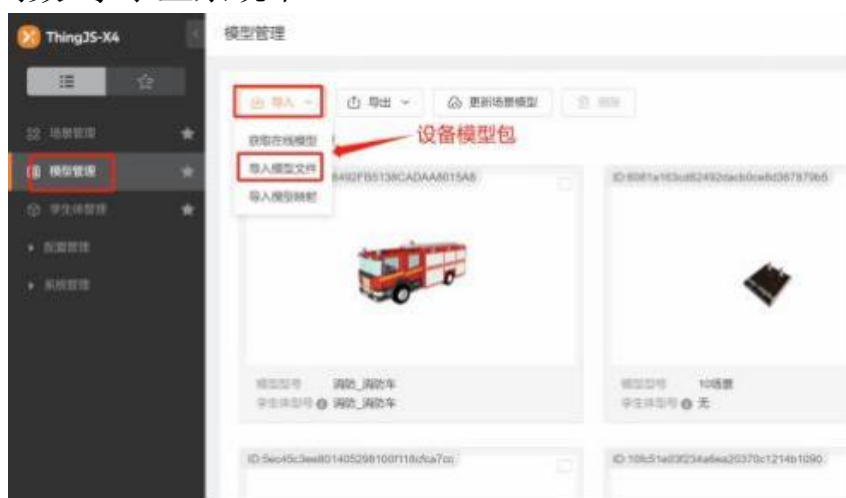 ThingJS-X4
模型管理
导入
导出
更新场景模型
删除
场景管理
获取在线模型
设备模型包
模型管理
导入模型文件
导入模型映射
孪生体管理
配置管理
系统管理
模型型号 消防_消防车
孪生体型号 消防_消防车
模型型号 10场景
孪生体型号 无